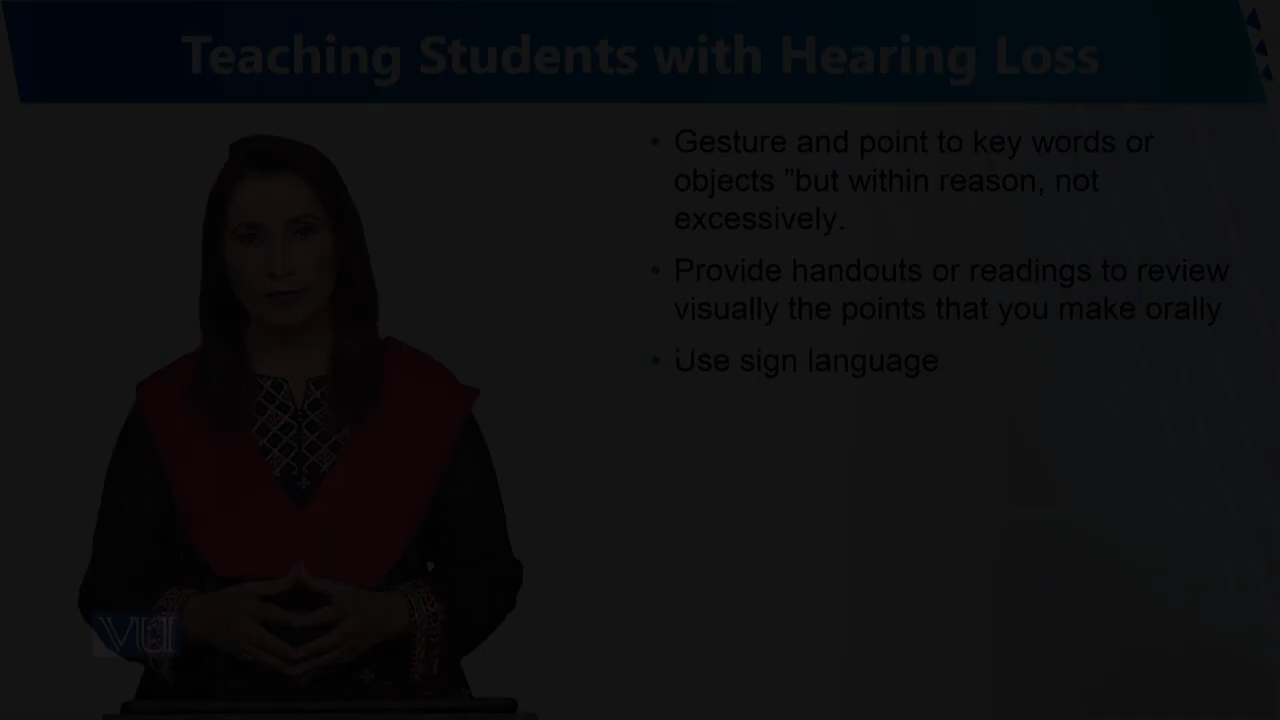 Teaching Students with Hearing Loss
• Gesture and point to key words or
objects "but within reason, not
excessively.
• Provide handouts or readings to review
visually the points that you make orally
• Use sign language
VU